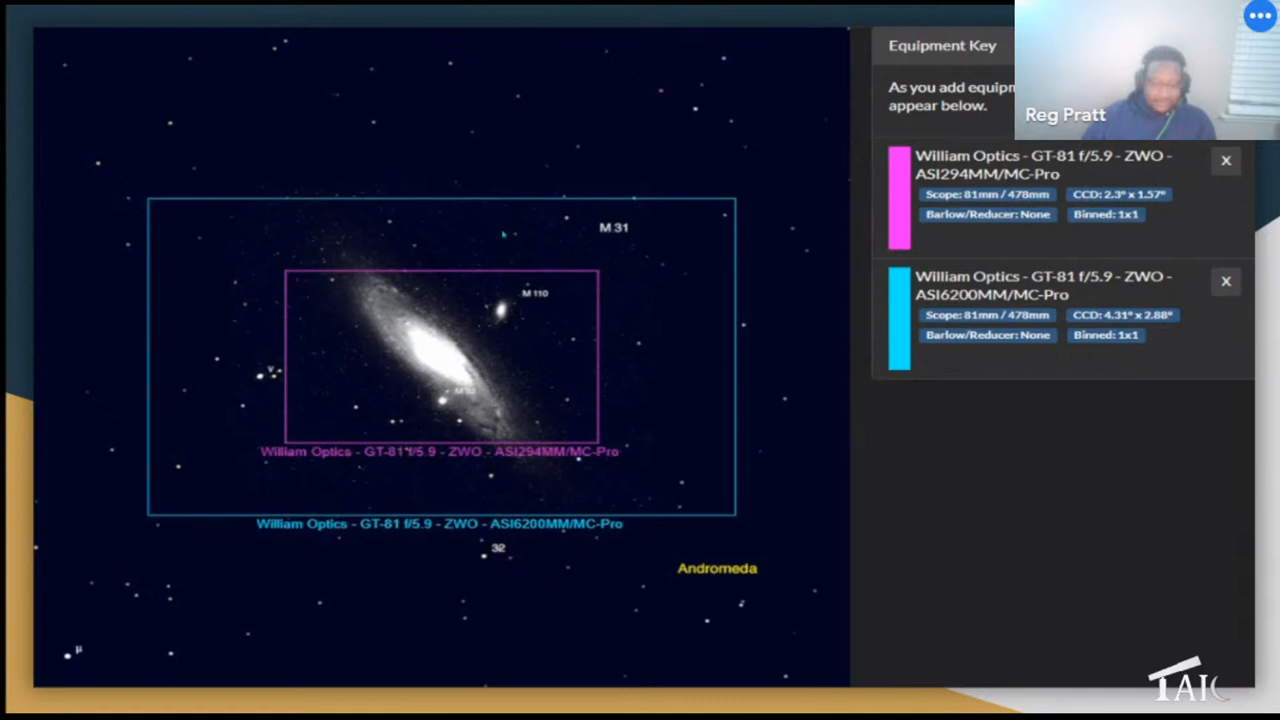 Equipment Key
As you add equipm
appear below.
Reg Pratt
William Optics - GT-81 f/5.9 - ZWO -
ASI294MM/MC-Pro
X
Scope: 81mm / 478mm
CCD: 2.3° x 1.57°
Barlow/Reducer: None
Binned: 1x1
William Optics - GT-81 f/5.9 - ZWO -
ASI6200MM/MC-Pro
X
Scope: 81mm / 478mm
CCD: 4.31° x 2.88°
Barlow/Reducer: None
Binned: 1x1
M 31
M 110
M 32
ν
William Optics - GT-81 f/5.9 - ZWO - ASI294MM/MC-Pro
William Optics - GT-81 f/5.9 - ZWO - ASI6200MM/MC-Pro
32
Andromeda
μ
TAIC